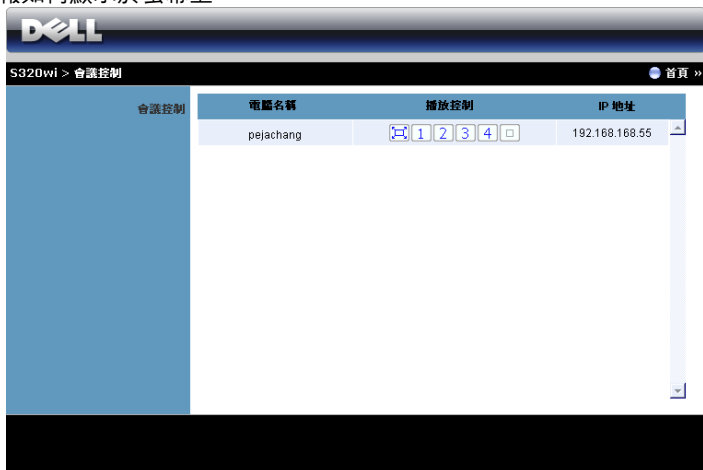 DELL
S320wi > 會議控制
首頁 »
會議控制
電腦名稱 播放控制 IP 地址
pejachang 1 2 3 4 192.168.168.55